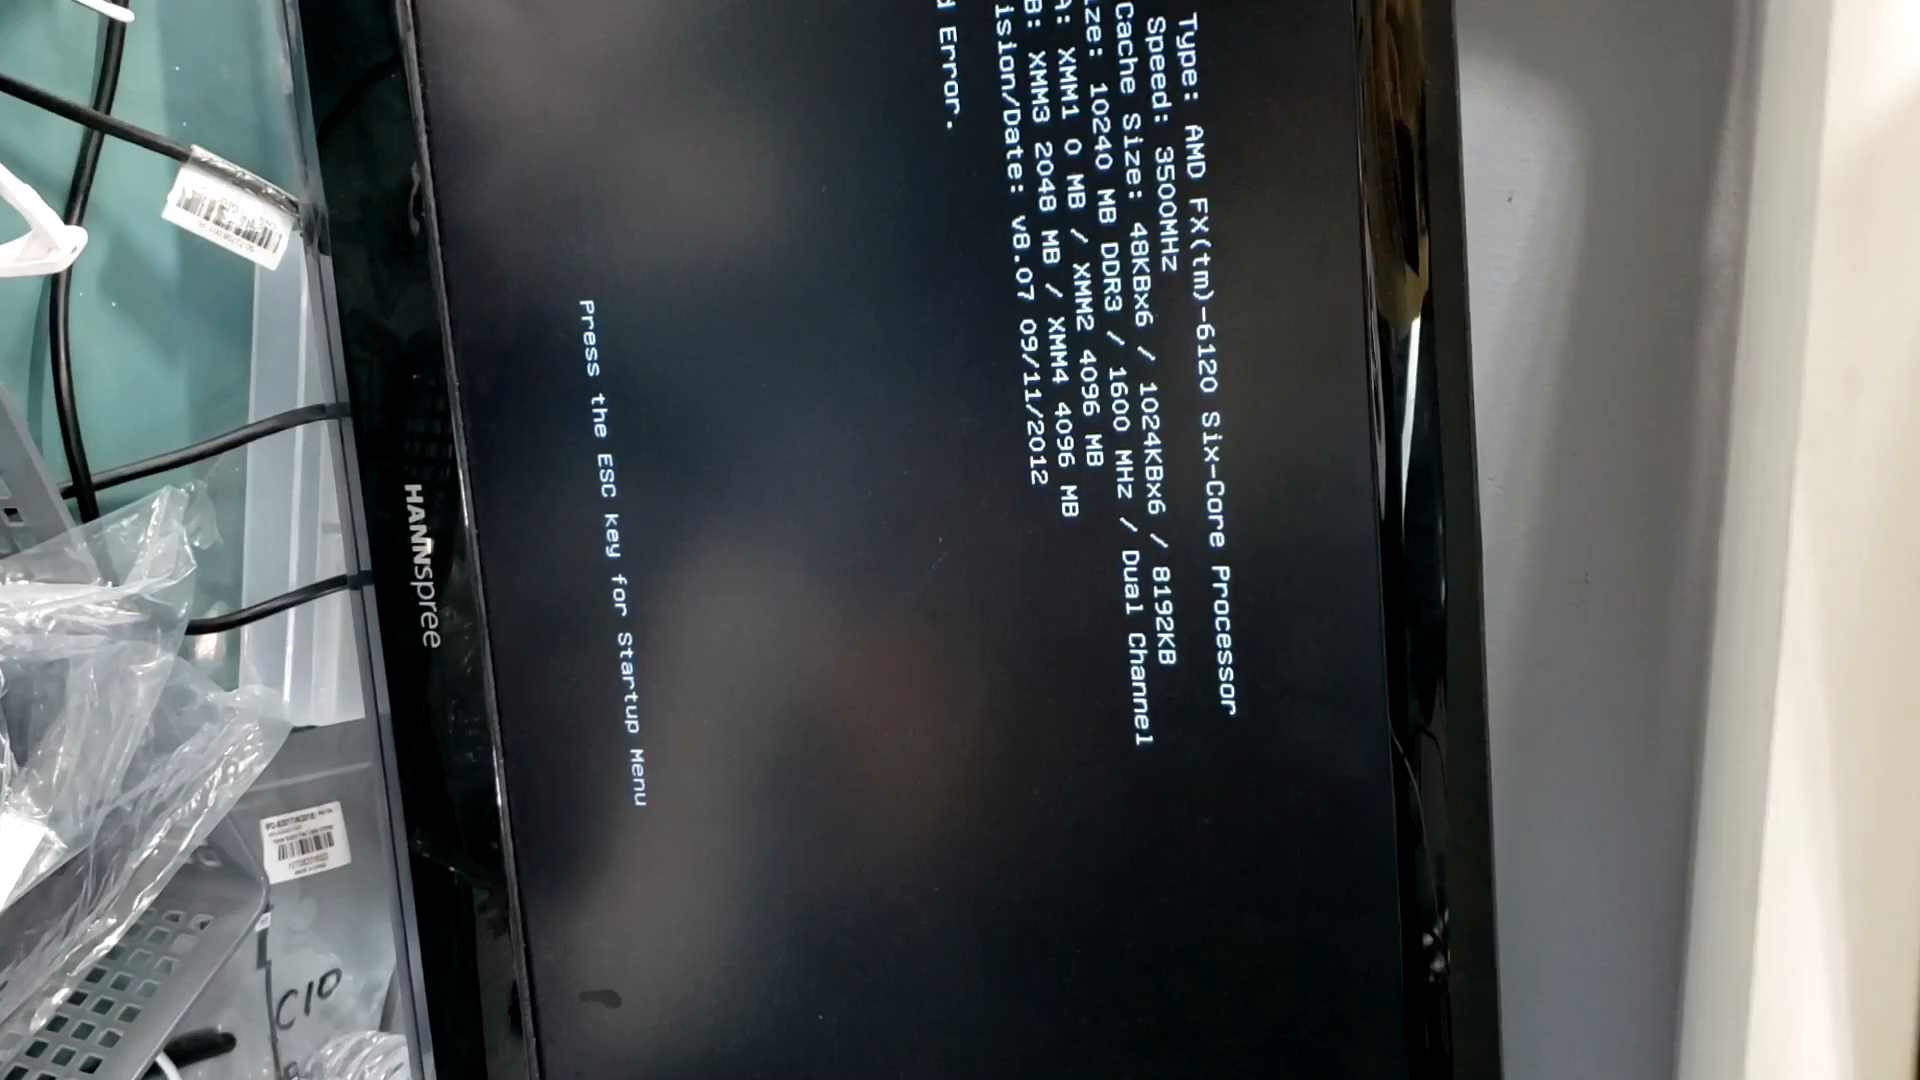 Type: AMD FX(tm)-6120 Six-Core Processor
Speed: 3500MHz
Cache Size: 48KBx6 / 1024KBx6 / 8192KB
ize: 10240 MB DDR3 / 1600 MHz / Dual Channel
A: XMM1 0 MB / XMM2 4096 MB
B: XMM3 2048 MB / XMM4 4096 MB
ision/Date: v8.07 09/11/2012
d Error.
Press the ESC key for Startup Menu
HANNSpree
C10